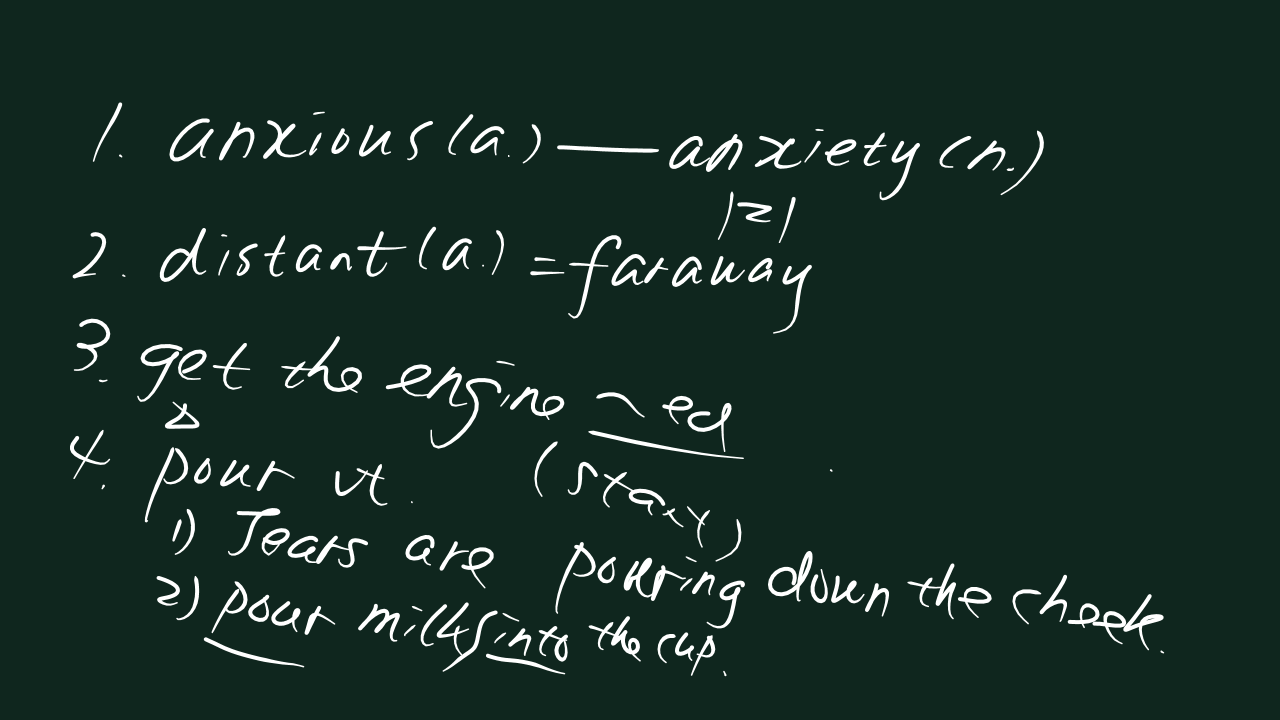 1. anxious (a.) — anxiety (n.)
|z|
2. distant (a.) = faraway
3. get the engine ~ed
(start)
4. pour vt.
1) Tears are pouring down the cheek.
2) pour milk into the cup.